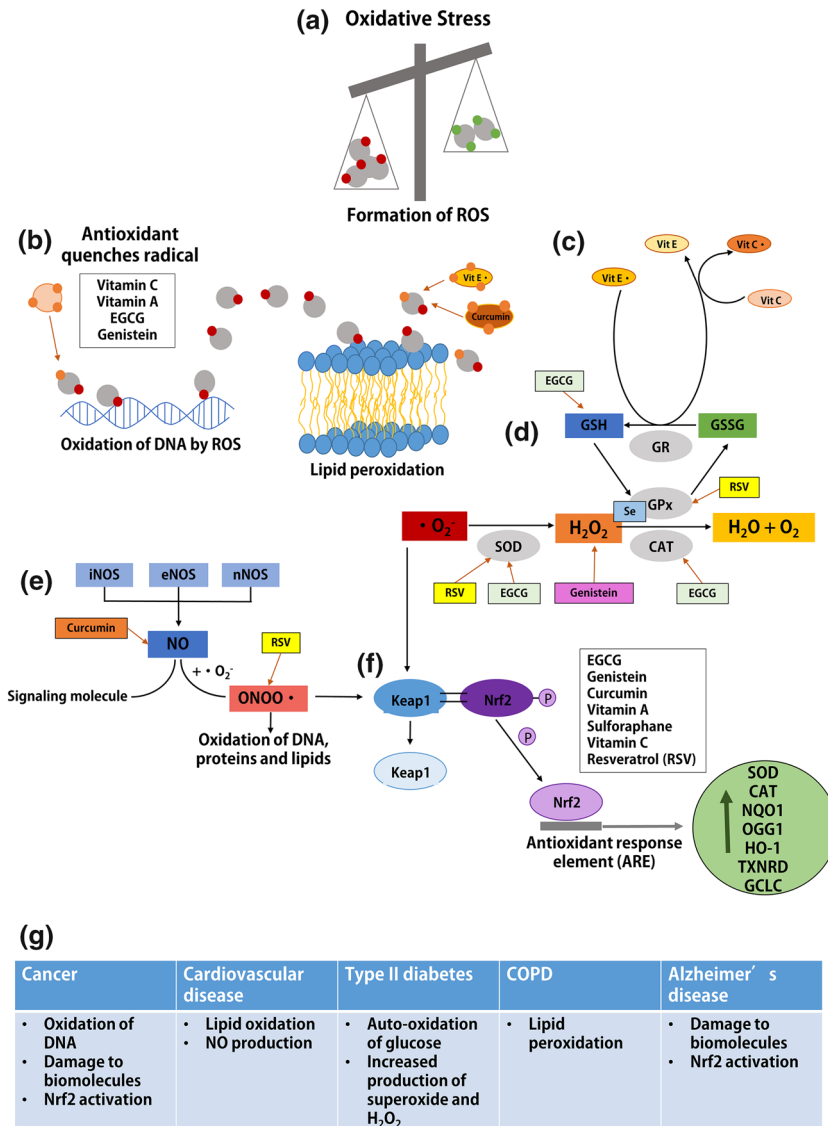 (a) Oxidative Stress
Formation of ROS
(b) Antioxidant
quenches radical
Vitamin C
Vitamin A
EGCG
Genistein
Oxidation of DNA by ROS
Vit E •
Curcumin
Lipid peroxidation
(c)
Vit E
Vit C •
Vit E •
Vit C
(d)
EGCG
GSH
GSSG
GR
GPx
RSV
Se
• O₂⁻
H₂O₂
H₂O + O₂
SOD
CAT
RSV
EGCG
Genistein
EGCG
(e)
iNOS
eNOS
nNOS
Curcumin
NO
RSV
+ • O₂⁻
Signaling molecule
ONOO •
Oxidation of DNA,
proteins and lipids
(f)
Keap1
Nrf2
P
P
Keap1
Nrf2
Antioxidant response
element (ARE)
EGCG
Genistein
Curcumin
Vitamin A
Sulforaphane
Vitamin C
Resveratrol (RSV)
SOD
CAT
NQO1
OGG1
HO-1
TXNRD
GCLC
(g)
Cancer
• Oxidation of
DNA
• Damage to
biomolecules
• Nrf2 activation
Cardiovascular
disease
• Lipid oxidation
• NO production
Type II diabetes
• Auto-oxidation
of glucose
• Increased
production of
superoxide and
H₂O₂
COPD
• Lipid
peroxidation
Alzheimer´ s
disease
• Damage to
biomolecules
• Nrf2 activation